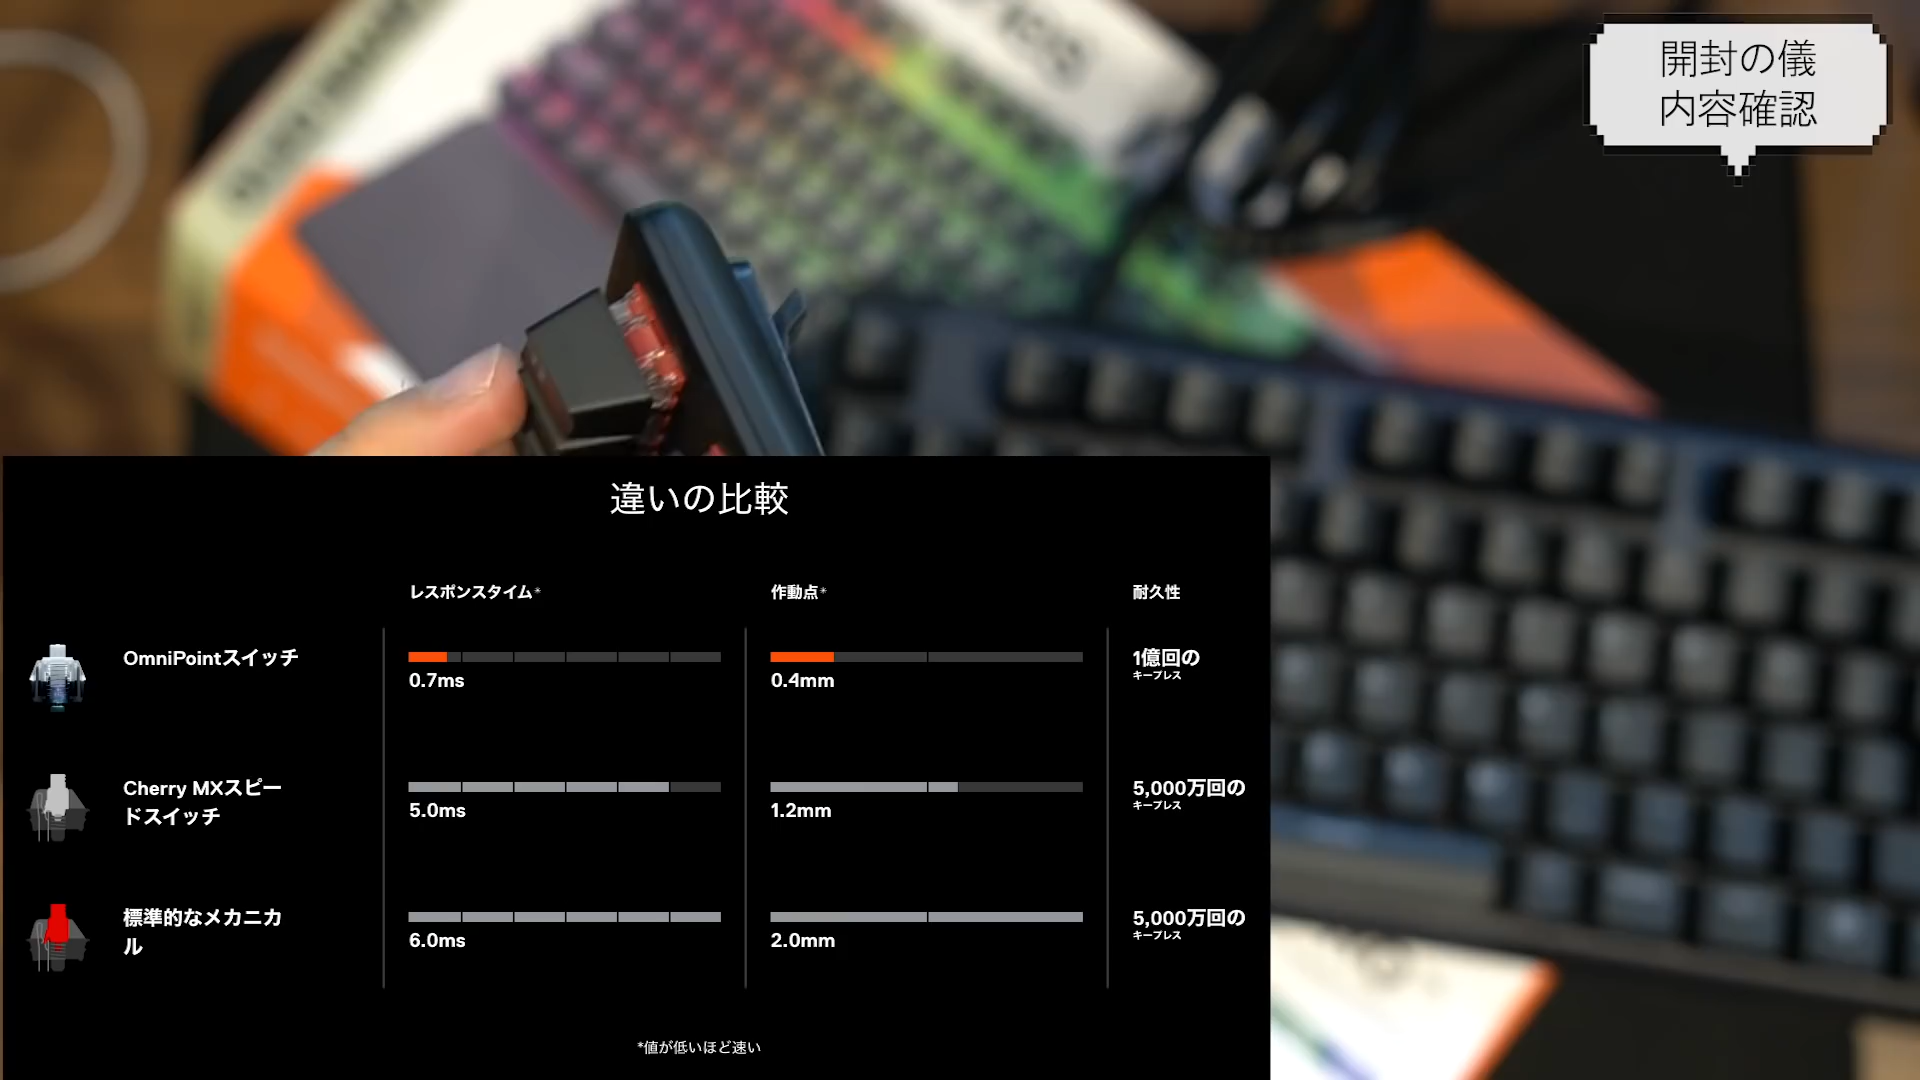 開封の儀
内容確認
違いの比較
レスポンスタイム* 作動点* 耐久性
OmniPointスイッチ
0.7ms
0.4mm
1億回の
キープレス
Cherry MXスピー
ドスイッチ
5.0ms
1.2mm
5,000万回の
キープレス
標準的なメカニカ
ル
6.0ms
2.0mm
5,000万回の
キープレス
*値が低いほど速い